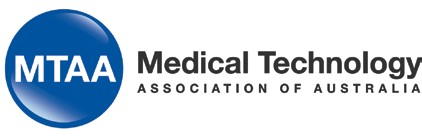 MTAA
Medical Technology
ASSOCIATION OF AUSTRALIA